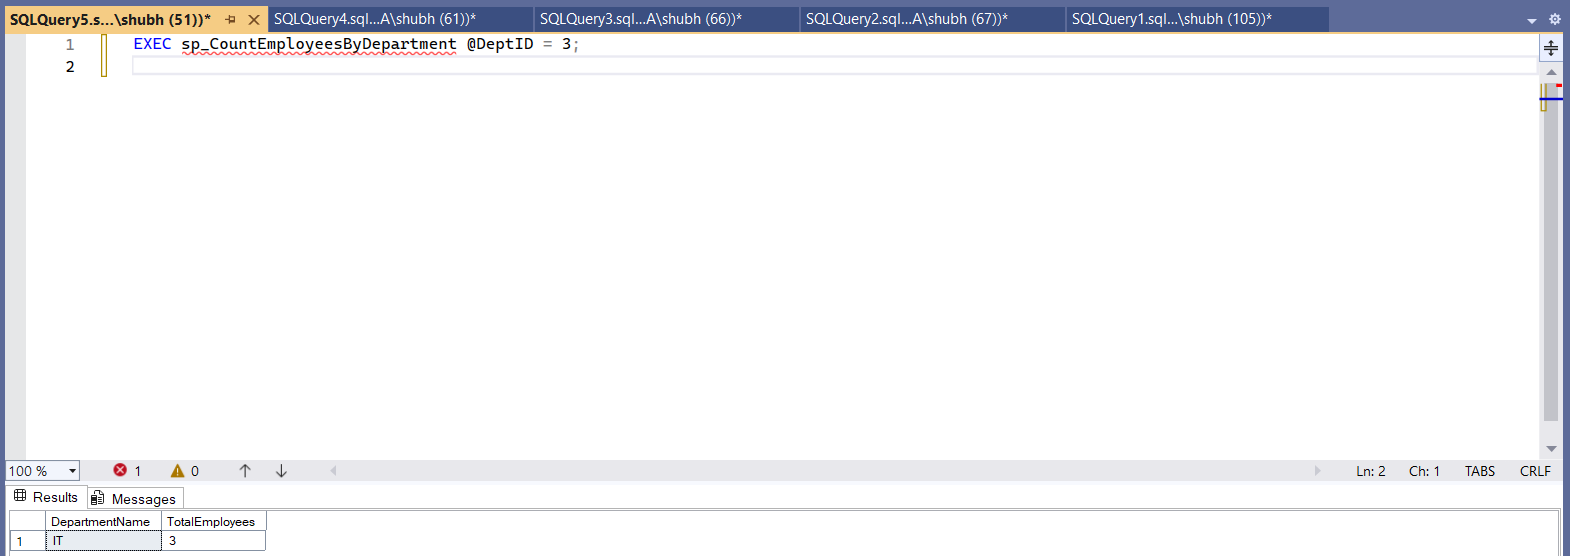 SQLQuery5.s...\shubh (51))* SQLQuery4.sql...A\shubh (61))* SQLQuery3.sql...A\shubh (66))* SQLQuery2.sql...A\shubh (67))* SQLQuery1.sql...\shubh (105))*
1 EXEC sp_CountEmployeesByDepartment @DeptID = 3;
2
100 % 1 0 Ln: 2 Ch: 1 TABS CRLF
Results Messages
DepartmentName TotalEmployees
1 IT 3